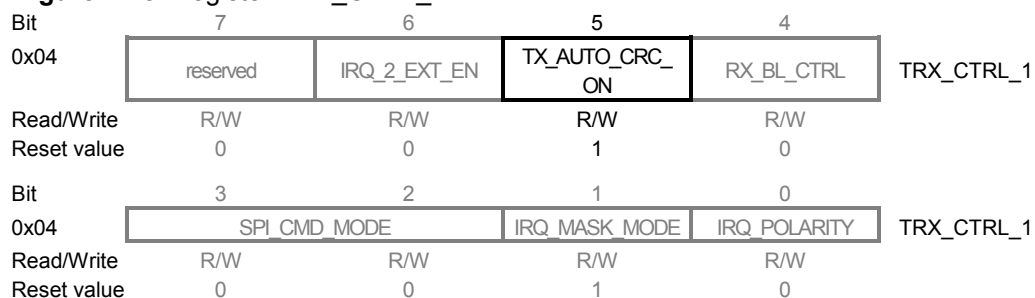 Bit 7 6 5 4
0x04 reserved IRQ_2_EXT_EN TX_AUTO_CRC_ RX_BL_CTRL TRX_CTRL_1
ON
Read/Write R/W R/W R/W R/W
Reset value 0 0 1 0
Bit 3 2 1 0
0x04 SPI_CMD_MODE IRQ_MASK_MODE IRQ_POLARITY TRX_CTRL_1
Read/Write R/W R/W R/W R/W
Reset value 0 0 1 0